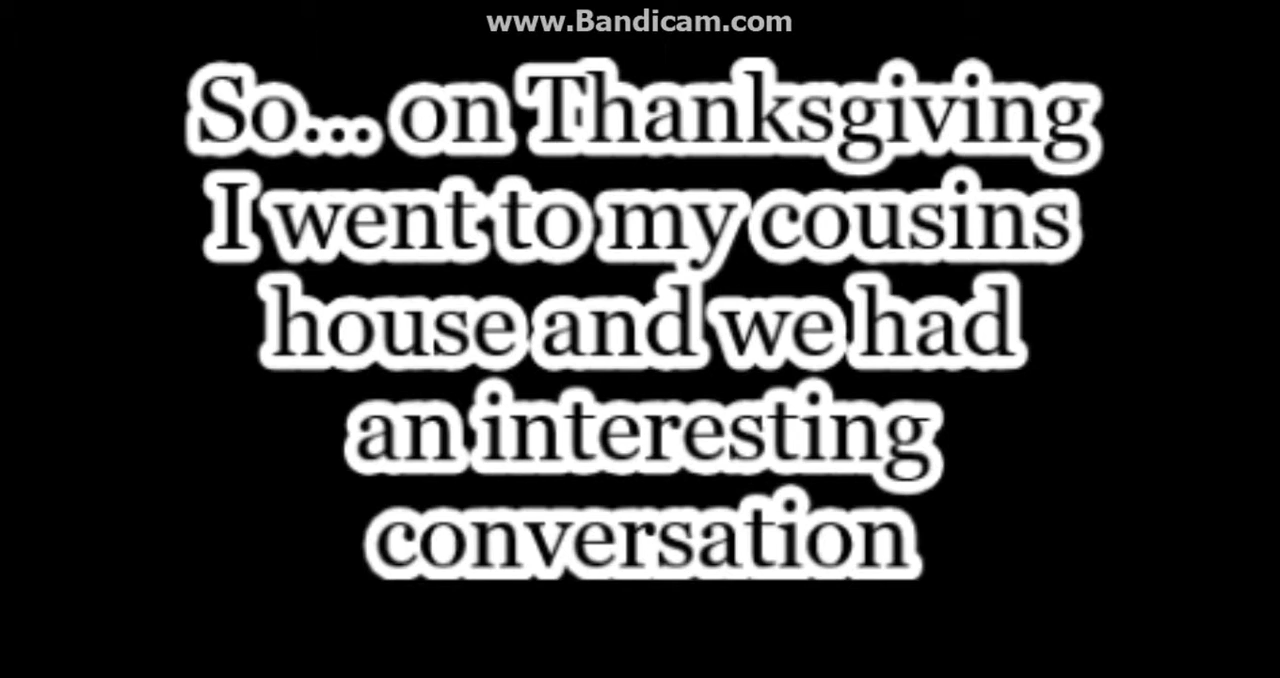 www.Bandicam.com
So... on Thanksgiving
I went to my cousins
house and we had
an interesting
conversation